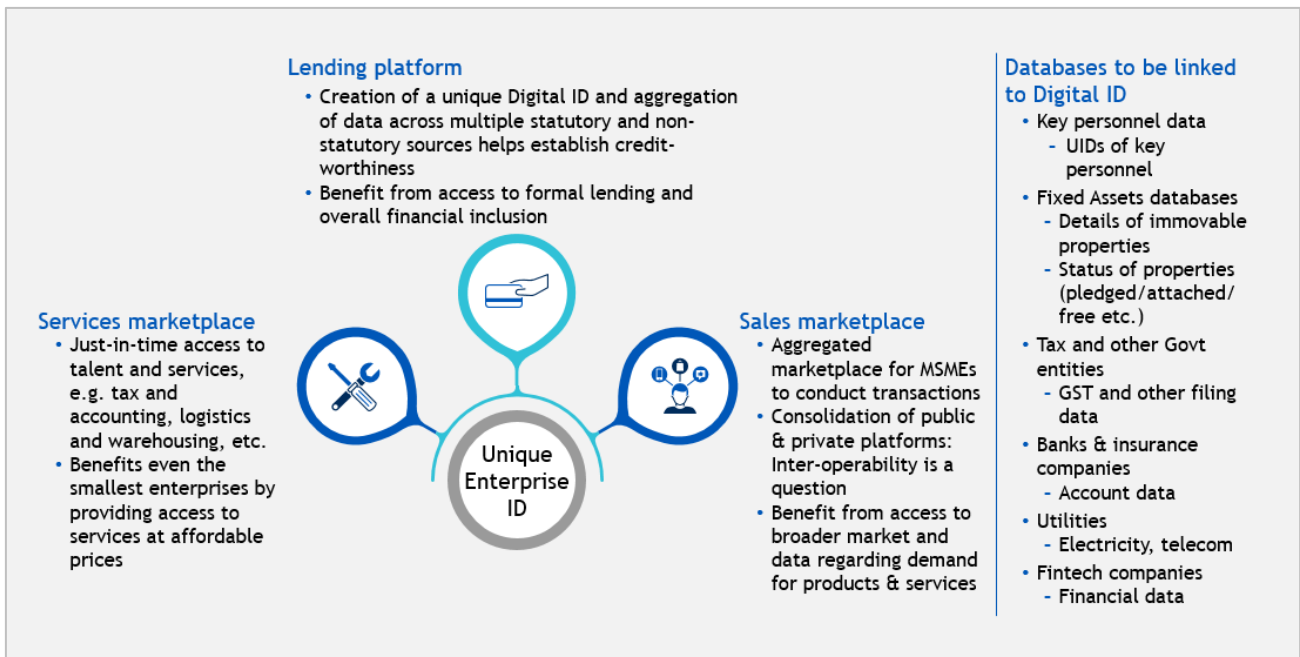 Lending platform
• Creation of a unique Digital ID and aggregation
of data across multiple statutory and non-
statutory sources helps establish credit-
worthiness
• Benefit from access to formal lending and
overall financial inclusion
Services marketplace
• Just-in-time access to
talent and services,
e.g. tax and
accounting, logistics
and warehousing, etc.
• Benefits even the
smallest enterprises by
providing access to
services at affordable
prices
Unique
Enterprise
ID
Sales marketplace
• Aggregated
marketplace for MSMEs
to conduct transactions
• Consolidation of public
& private platforms:
Inter-operability is a
question
• Benefit from access to
broader market and
data regarding demand
for products & services
Databases to be linked
to Digital ID
• Key personnel data
– UIDs of key
personnel
• Fixed Assets databases
– Details of immovable
properties
– Status of properties
(pledged/attached/
free etc.)
• Tax and other Govt
entities
– GST and other filing
data
• Banks & insurance
companies
– Account data
• Utilities
– Electricity, telecom
• Fintech companies
– Financial data